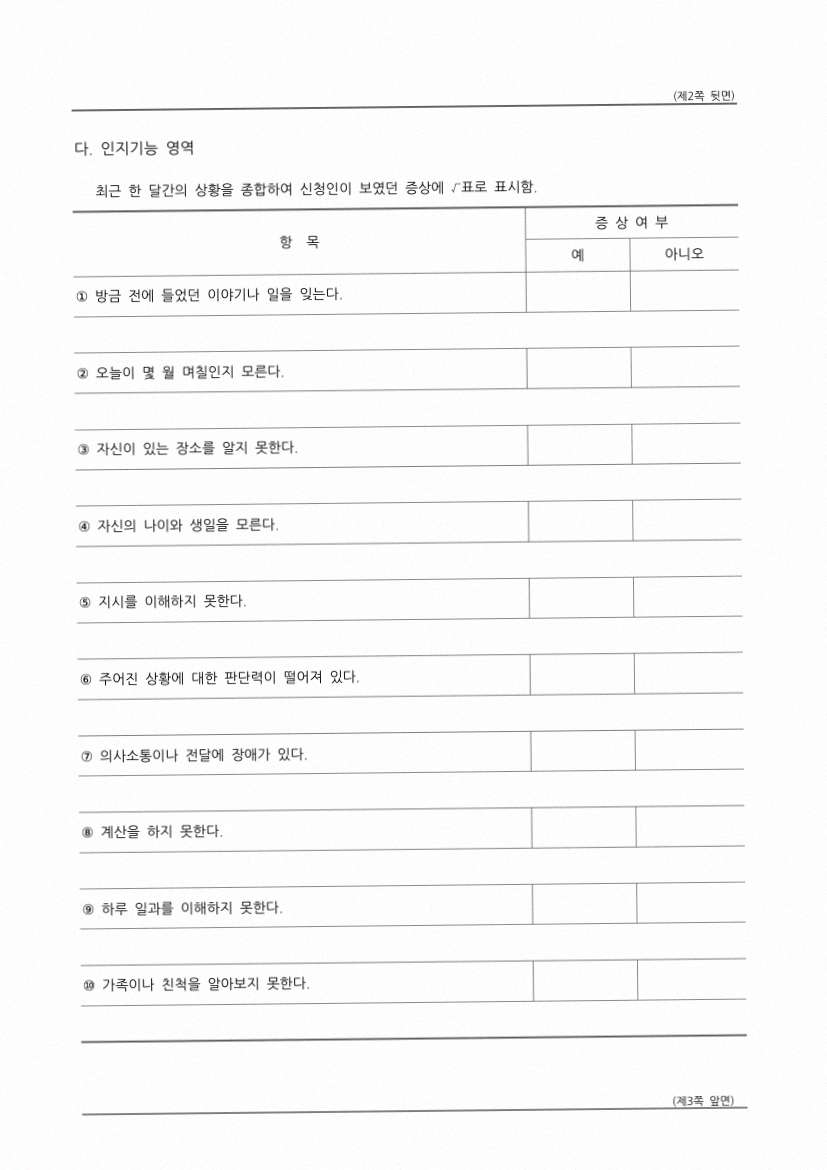 (제2쪽 뒷면)
다. 인지기능 영역
최근 한 달간의 상황을 종합하여 신청인이 보였던 증상에 √표로 표시함.
항 목
증 상 여 부
예 아니오
① 방금 전에 들었던 이야기나 일을 잊는다.
② 오늘이 몇 월 며칠인지 모른다.
③ 자신이 있는 장소를 알지 못한다.
④ 자신의 나이와 생일을 모른다.
⑤ 지시를 이해하지 못한다.
⑥ 주어진 상황에 대한 판단력이 떨어져 있다.
⑦ 의사소통이나 전달에 장애가 있다.
⑧ 계산을 하지 못한다.
⑨ 하루 일과를 이해하지 못한다.
⑩ 가족이나 친척을 알아보지 못한다.
(제3쪽 앞면)